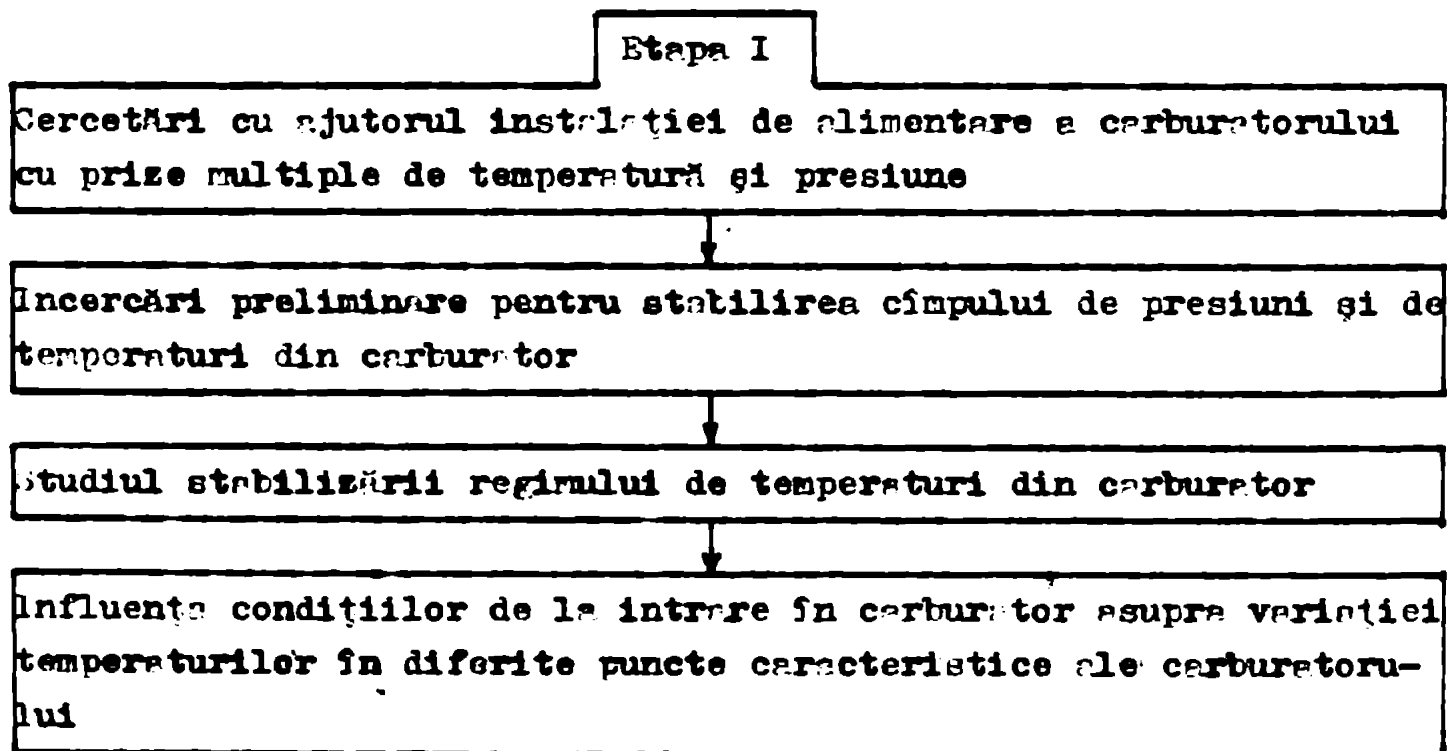 Etapa I
Cercetări cu ajutorul instalației de alimentare a carburatorului
cu prize multiple de temperatură și presiune
Incercări preliminare pentru stabilirea cîmpului de presiuni și de
temperaturi din carburator
Studiul stabilizării regimului de temperaturi din carburator
Influența condițiilor de la intrare în carburator asupra variației
temperaturilor în diferite puncte caracteristice ale carburatoru-
lui